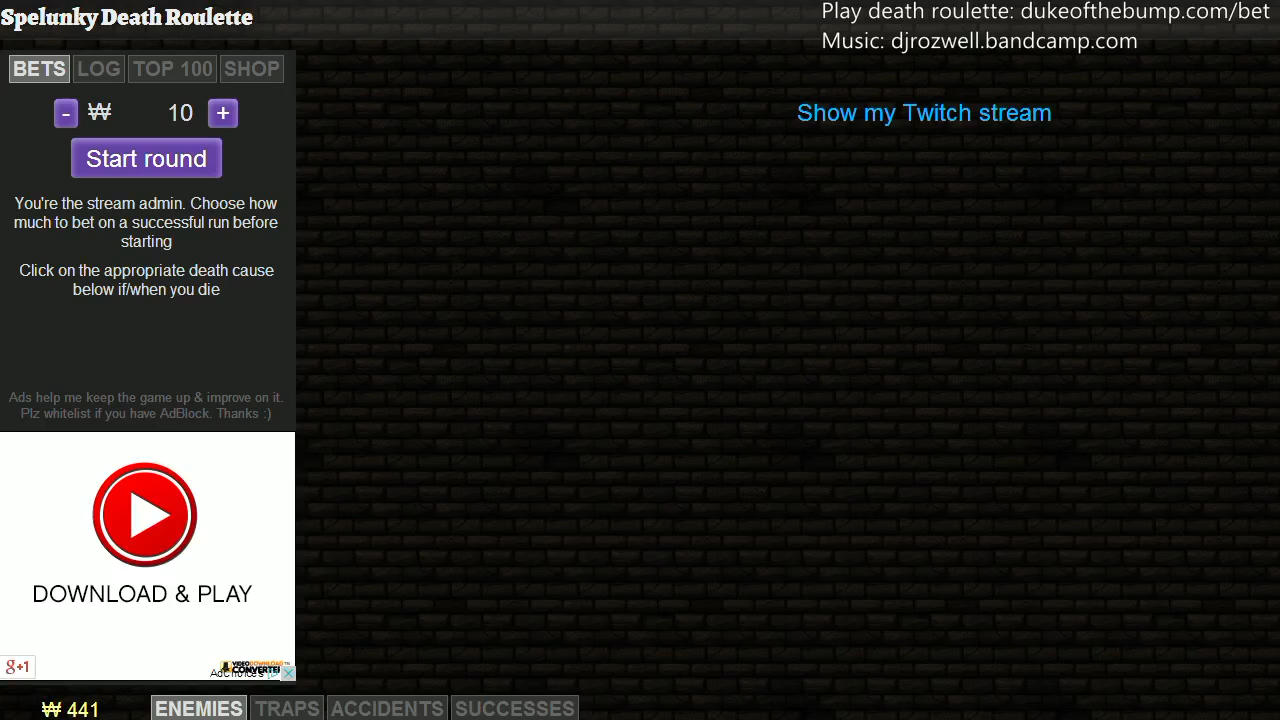 Spelunky Death Roulette
Play death roulette: dukeofthebump.com/bet
Music: djrozwell.bandcamp.com
BETS LOG TOP 100 SHOP
- ₩ 10 +
Start round
Show my Twitch stream
You're the stream admin. Choose how
much to bet on a successful run before
starting
Click on the appropriate death cause
below if/when you die
Ads help me keep the game up & improve on it.
Plz whitelist if you have AdBlock. Thanks :)
DOWNLOAD & PLAY
g+1
VIDEODOWNLOAD
CONVERTER
AdChoices
₩ 441
ENEMIES TRAPS ACCIDENTS SUCCESSES